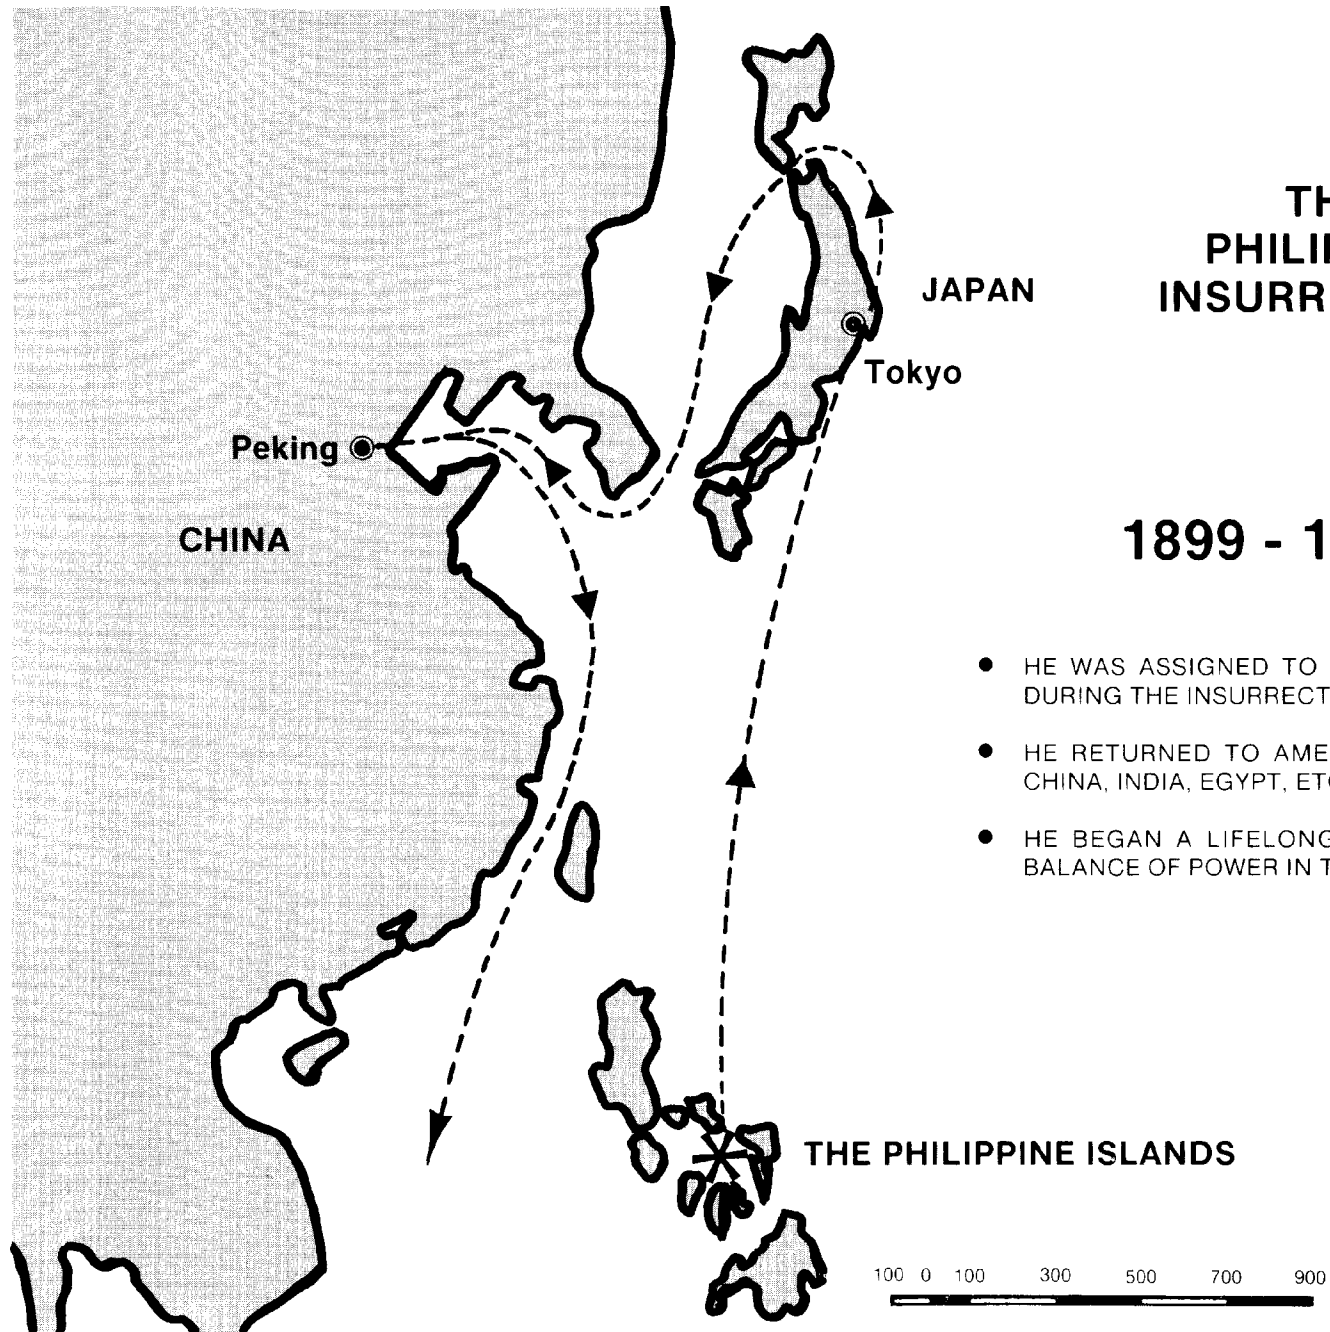 TH
PHILIP
INSURR
JAPAN
Tokyo
Peking
CHINA
1899 - 1
● HE WAS ASSIGNED TO
DURING THE INSURRECT
● HE RETURNED TO AME
CHINA, INDIA, EGYPT, ETC
● HE BEGAN A LIFELONG
BALANCE OF POWER IN T
THE PHILIPPINE ISLANDS
100 0 100 300 500 700 900